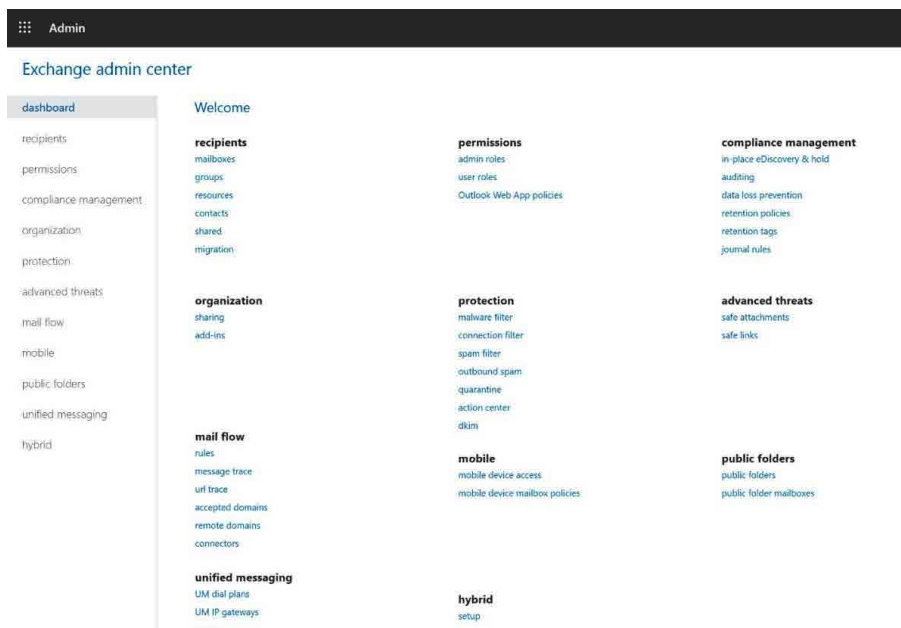 Admin
Exchange admin center
dashboard
recipients
permissions
compliance management
organization
protection
advanced threats
mail flow
mobile
public folders
unified messaging
hybrid
Welcome
recipients
mailboxes
groups
resources
contacts
shared
migration
permissions
admin roles
user roles
Outlook Web App policies
compliance management
in-place eDiscovery & hold
auditing
data loss prevention
retention policies
retention tags
journal rules
organization
sharing
add-ins
protection
malware filter
connection filter
spam filter
outbound spam
quarantine
action center
dkim
advanced threats
safe attachments
safe links
mail flow
rules
message trace
url trace
accepted domains
remote domains
connectors
mobile
mobile device access
mobile device mailbox policies
public folders
public folders
public folder mailboxes
unified messaging
UM dial plans
UM IP gateways
hybrid
setup